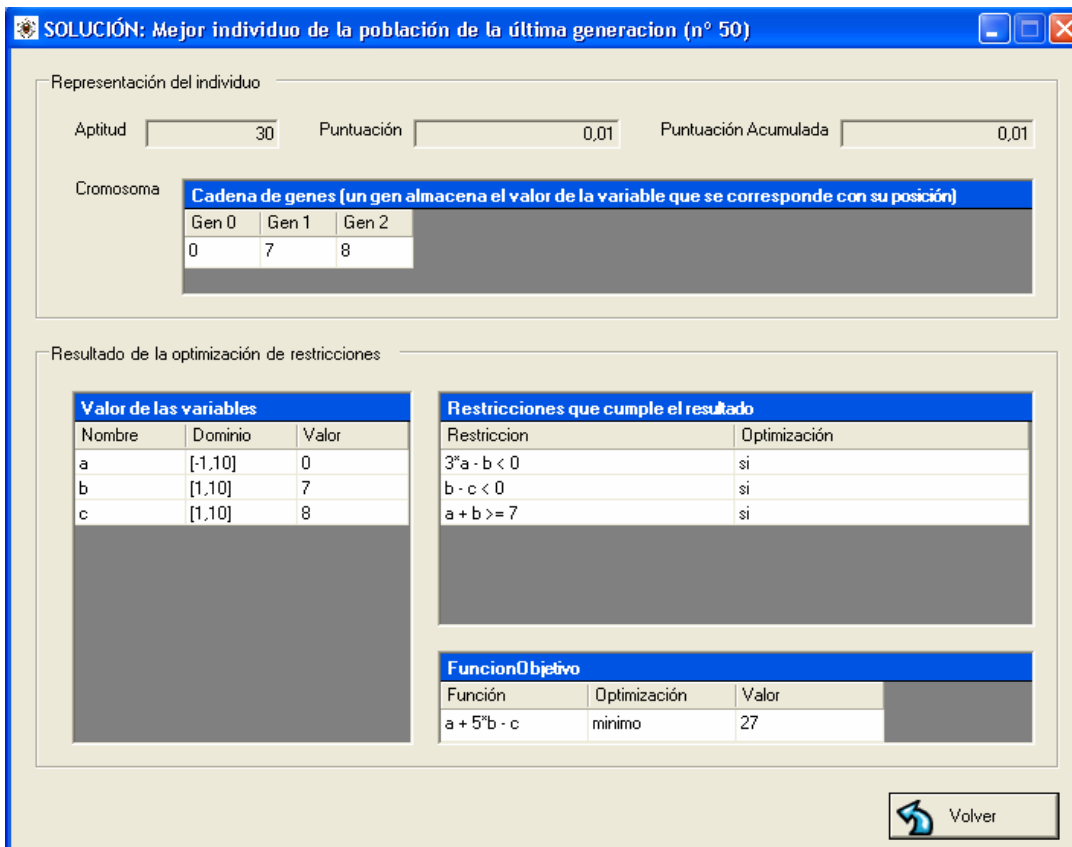 SOLUCIÓN: Mejor individuo de la población de la última generacion (nº 50)
Representación del individuo
Aptitud 30 Puntuación 0,01 Puntuación Acumulada 0,01
Cromosoma
Cadena de genes (un gen almacena el valor de la variable que se corresponde con su posición)
Gen 0 Gen 1 Gen 2
0 7 8
Resultado de la optimización de restricciones
Valor de las variables
Nombre Dominio Valor
a [-1,10] 0
b [1,10] 7
c [1,10] 8
Restricciones que cumple el resultado
Restriccion Optimización
3*a - b < 0 si
b - c < 0 si
a + b >= 7 si
FuncionObjetivo
Función Optimización Valor
a + 5*b - c minimo 27
Volver